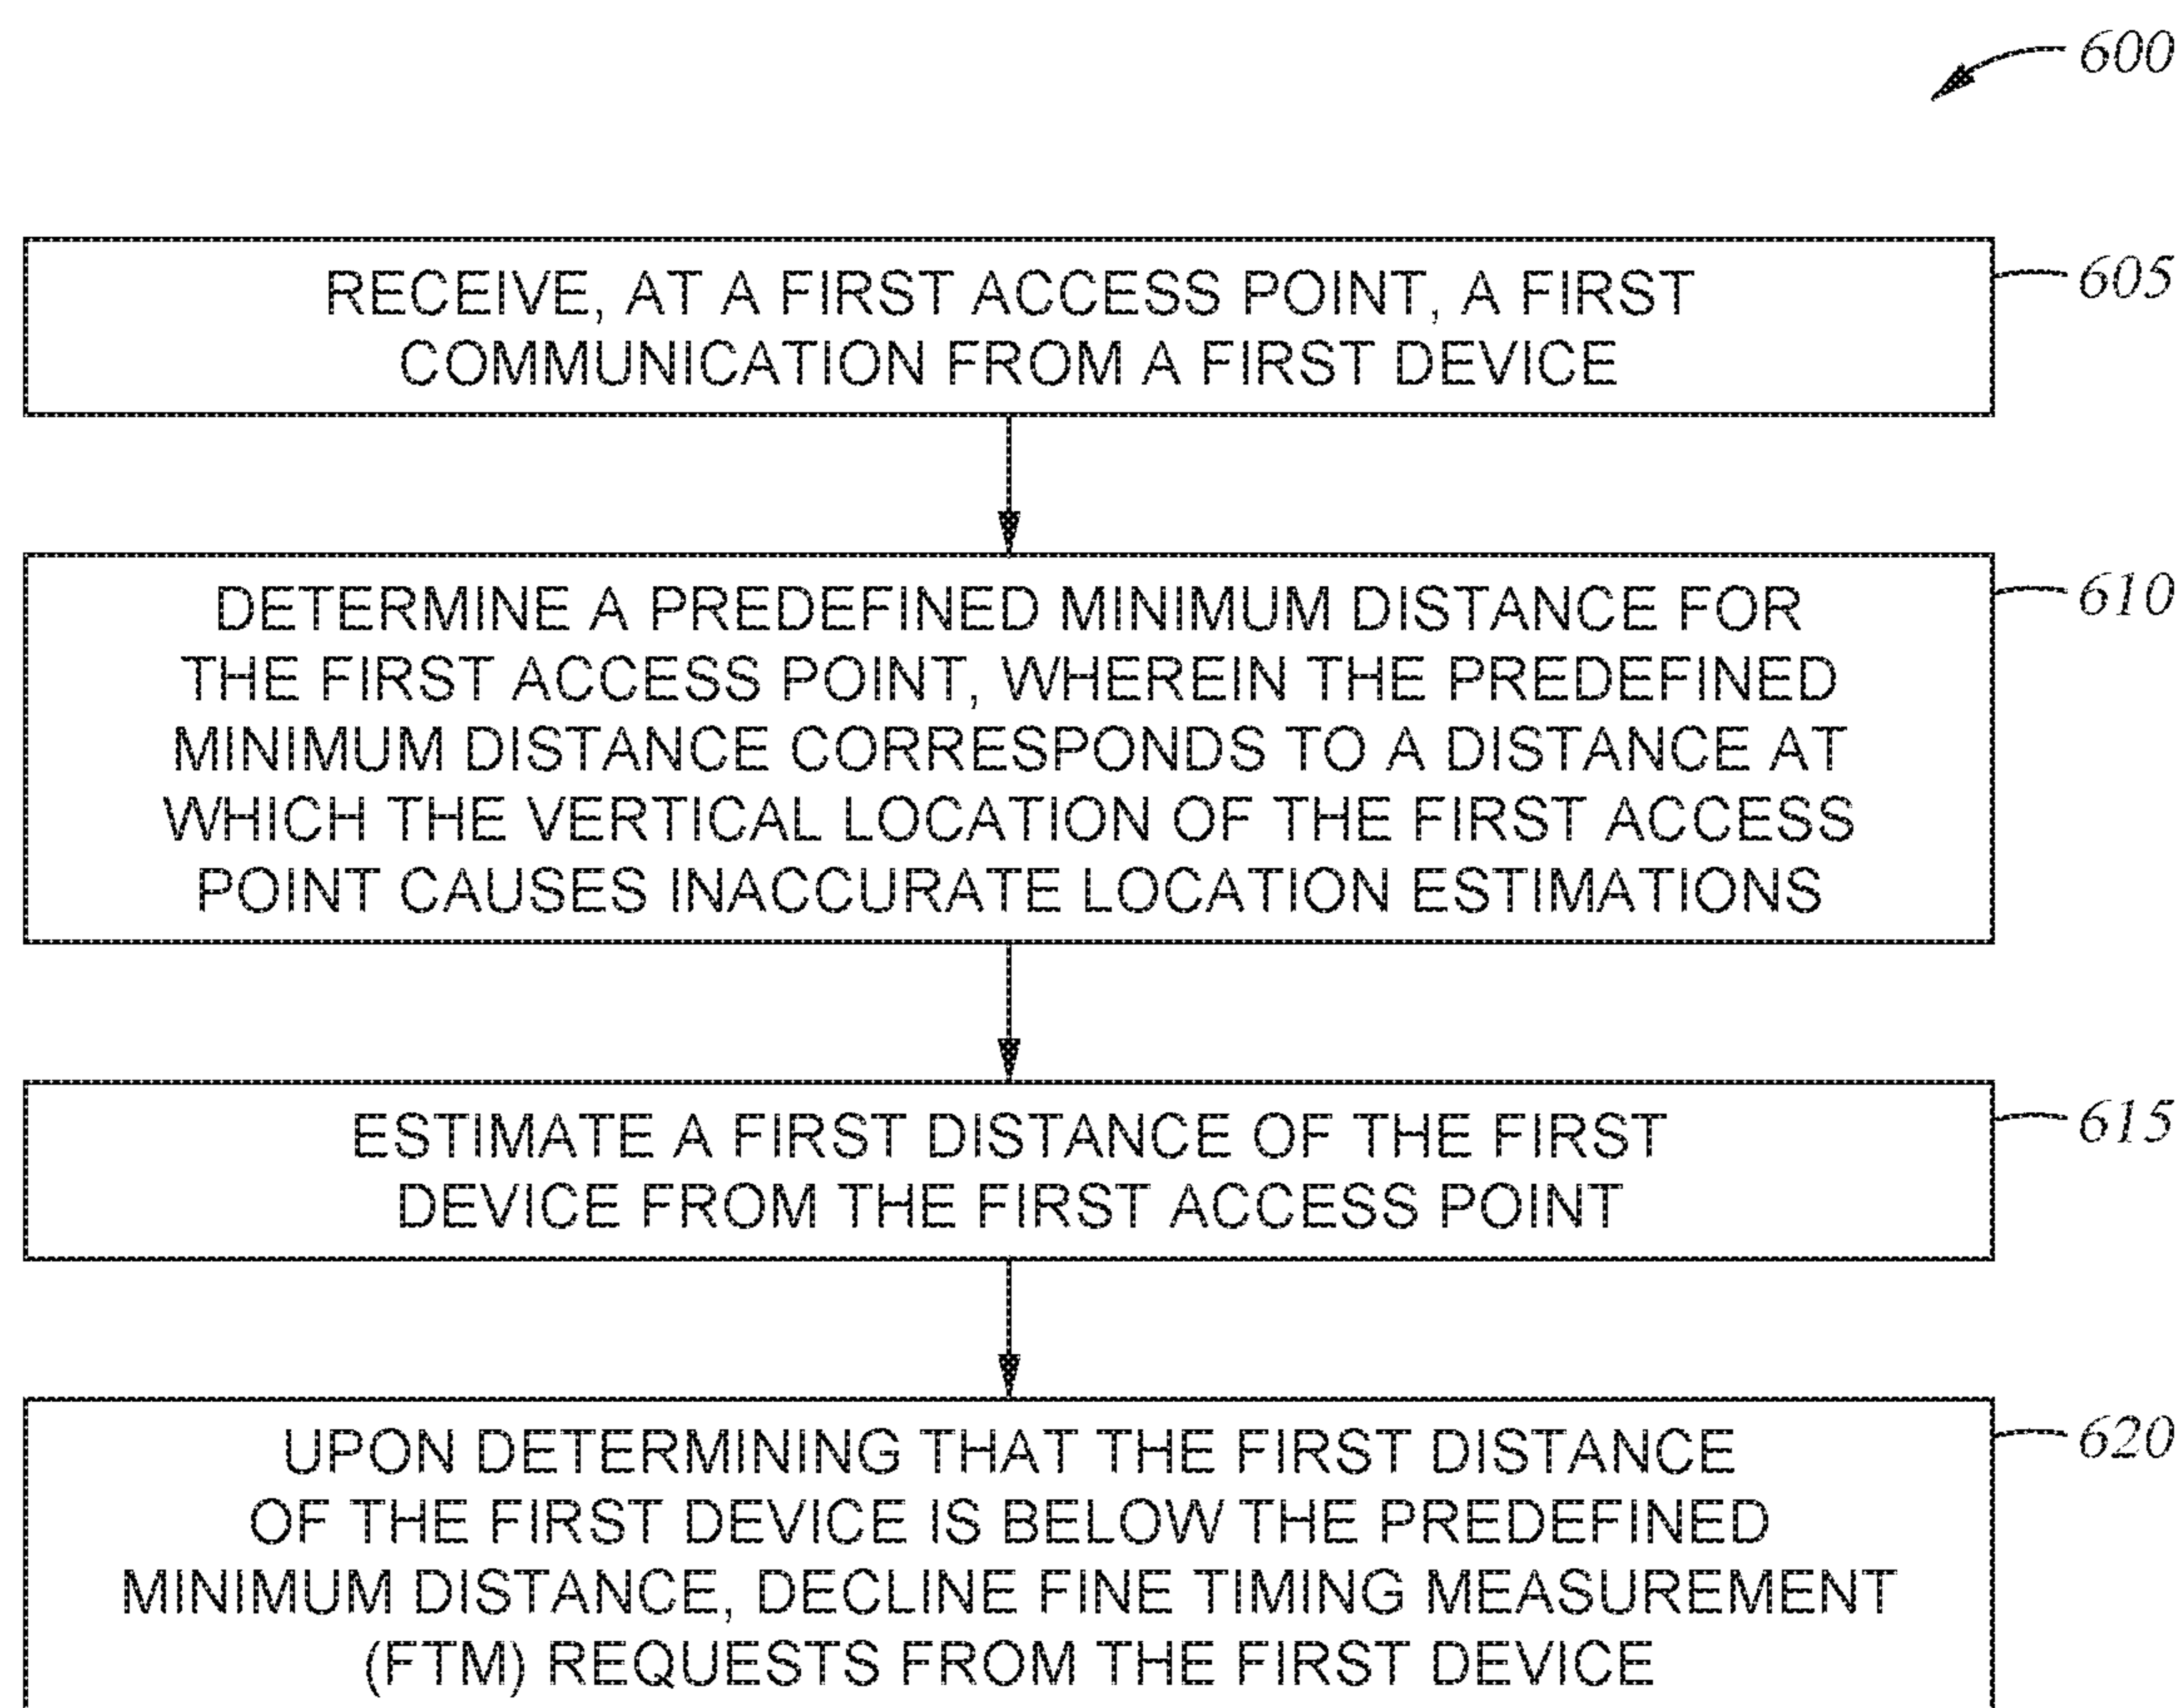 600
RECEIVE, AT A FIRST ACCESS POINT, A FIRST
COMMUNICATION FROM A FIRST DEVICE
605
DETERMINE A PREDEFINED MINIMUM DISTANCE FOR
THE FIRST ACCESS POINT, WHEREIN THE PREDEFINED
MINIMUM DISTANCE CORRESPONDS TO A DISTANCE AT
WHICH THE VERTICAL LOCATION OF THE FIRST ACCESS
POINT CAUSES INACCURATE LOCATION ESTIMATIONS
610
ESTIMATE A FIRST DISTANCE OF THE FIRST
DEVICE FROM THE FIRST ACCESS POINT
615
UPON DETERMINING THAT THE FIRST DISTANCE
OF THE FIRST DEVICE IS BELOW THE PREDEFINED
MINIMUM DISTANCE, DECLINE FINE TIMING MEASUREMENT
(FTM) REQUESTS FROM THE FIRST DEVICE
620